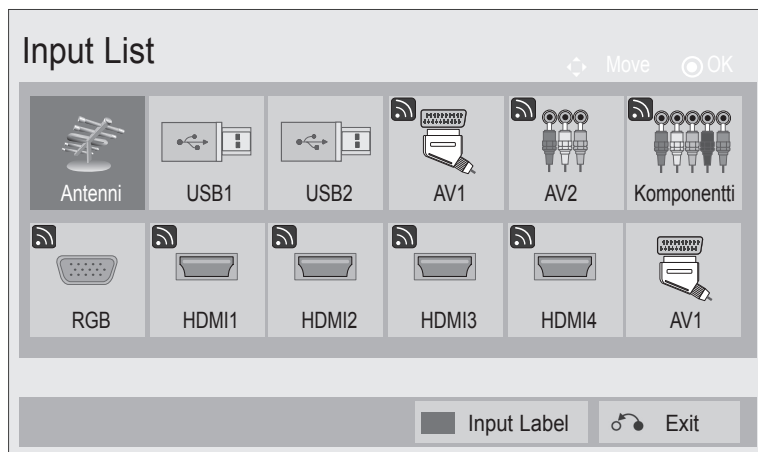 Input List
Move OK
Antenni USB1 USB2 AV1 AV2 Komponentti
RGB HDMI1 HDMI2 HDMI3 HDMI4 AV1
Input Label Exit